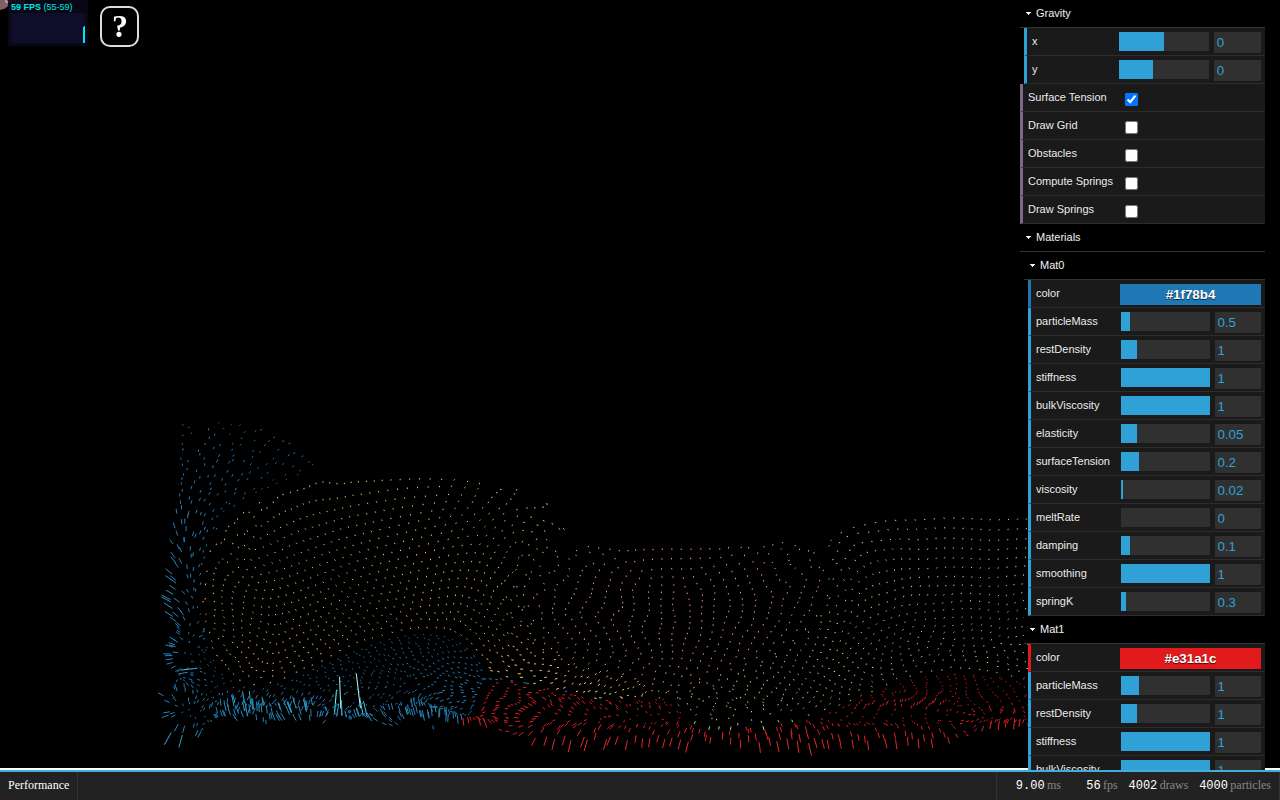 59 FPS (55-59)
?
Gravity
x 0
y 0
Surface Tension
Draw Grid
Obstacles
Compute Springs
Draw Springs
Materials
Mat0
color #1f78b4
particleMass 0.5
restDensity 1
stiffness 1
bulkViscosity 1
elasticity 0.05
surfaceTension 0.2
viscosity 0.02
meltRate 0
damping 0.1
smoothing 1
springK 0.3
Mat1
color #e31a1c
particleMass 1
restDensity 1
stiffness 1
bulkViscosity 1
Performance 9.00 ms 56 fps 4002 draws 4000 particles